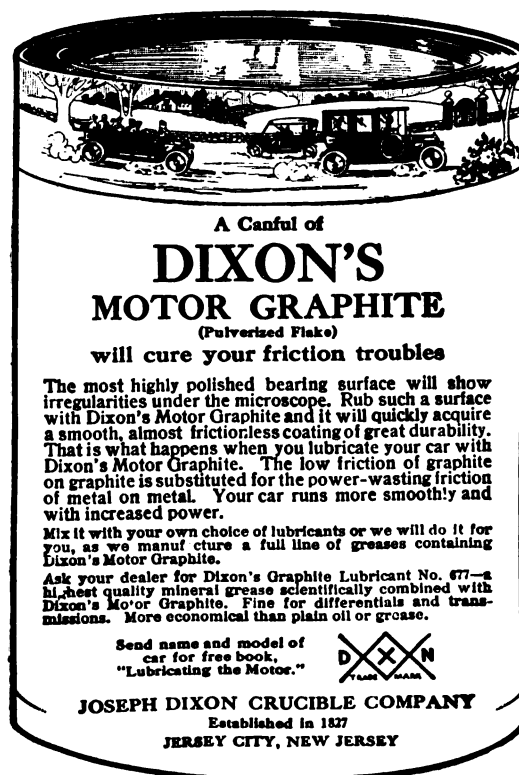 A Canful of
DIXON'S
MOTOR GRAPHITE
(Pulverized Flake)
will cure your friction troubles
The most highly polished bearing surface will show
irregularities under the microscope. Rub such a surface
with Dixon's Motor Graphite and it will quickly acquire
a smooth, almost frictionless coating of great durability.
That is what happens when you lubricate your car with
Dixon's Motor Graphite. The low friction of graphite
on graphite is substituted for the power-wasting friction
of metal on metal. Your car runs more smoothly and
with increased power.
Mix it with your own choice of lubricants or we will do it for
you, as we manuf cture a full line of greases containing
Dixon's Motor Graphite.
Ask your dealer for Dixon's Graphite Lubricant No. 677—a
highest quality mineral grease scientifically combined with
Dixon's Motor Graphite. Fine for differentials and trans-
missions. More economical than plain oil or grease.
Send name and model of
car for free book,
"Lubricating the Motor."
DIXON
TRADE MARK
JOSEPH DIXON CRUCIBLE COMPANY
Established in 1827
JERSEY CITY, NEW JERSEY